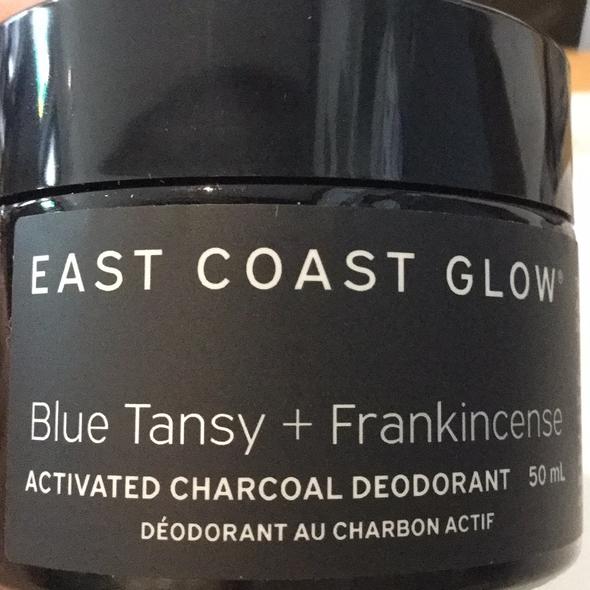 EAST COAST GLOW®
Blue Tansy + Frankincense
ACTIVATED CHARCOAL DEODORANT 50 mL
DÉODORANT AU CHARBON ACTIF